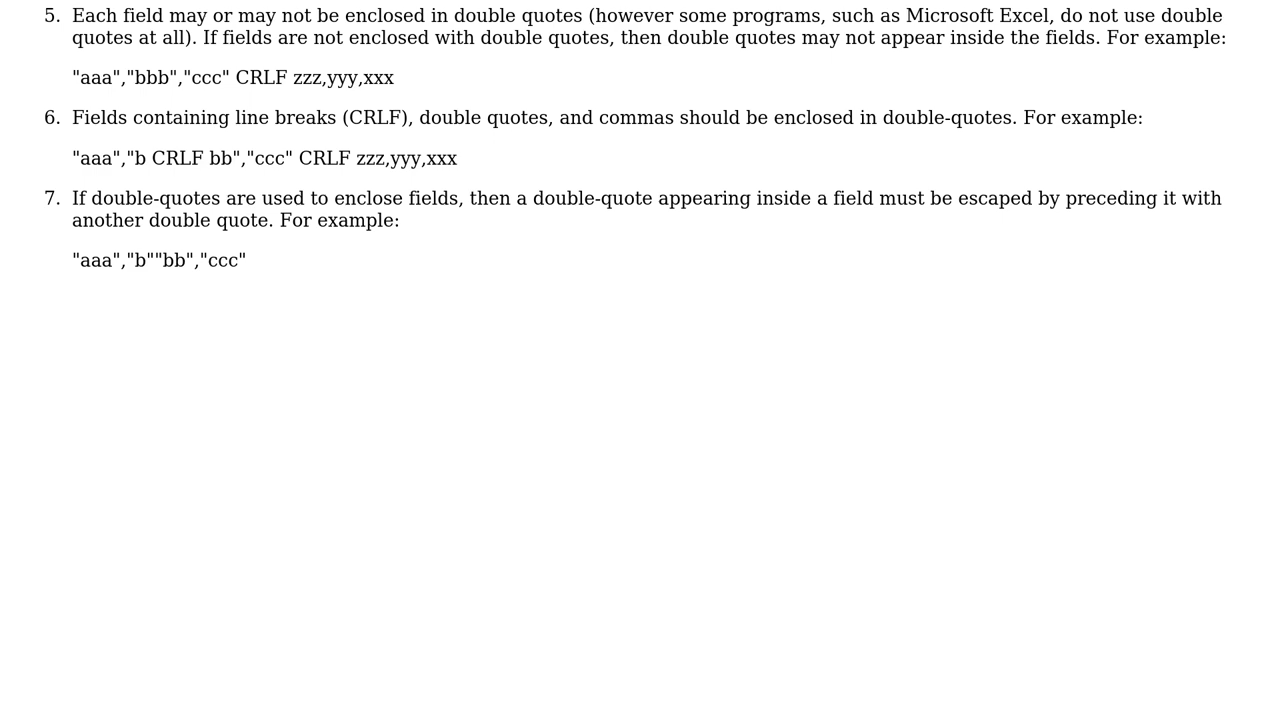 5. Each field may or may not be enclosed in double quotes (however some programs, such as Microsoft Excel, do not use double
quotes at all). If fields are not enclosed with double quotes, then double quotes may not appear inside the fields. For example:
"aaa","bbb","ccc" CRLF zzz,yyy,xxx
6. Fields containing line breaks (CRLF), double quotes, and commas should be enclosed in double-quotes. For example:
"aaa","b CRLF bb","ccc" CRLF zzz,yyy,xxx
7. If double-quotes are used to enclose fields, then a double-quote appearing inside a field must be escaped by preceding it with
another double quote. For example:
"aaa","b""bb","ccc"